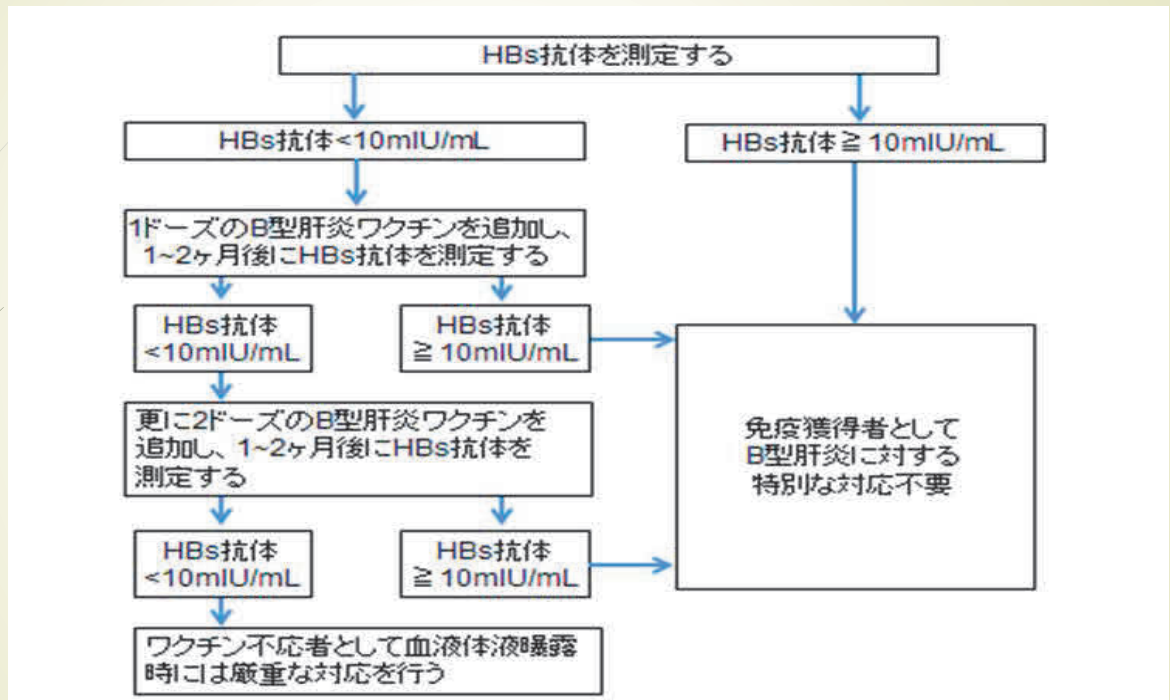 HBs抗体を測定する
HBs抗体<10mIU/mL
HBs抗体≧10mIU/mL
1ドーズのB型肝炎ワクチンを追加し、
1~2ヶ月後にHBs抗体を測定する
HBs抗体
<10mIU/mL
HBs抗体
≧10mIU/mL
更に2ドーズのB型肝炎ワクチンを
追加し、1~2ヶ月後にHBs抗体を
測定する
免疫獲得者として
B型肝炎に対する
特別な対応不要
HBs抗体
<10mIU/mL
HBs抗体
≧10mIU/mL
ワクチン不応者として血液体液曝露
時には厳重な対応を行う